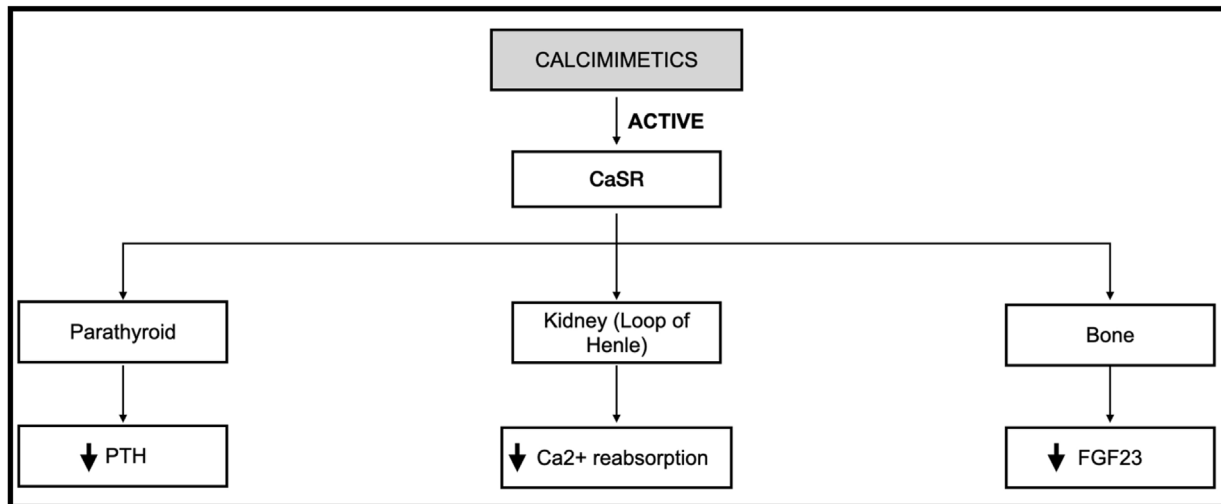 CALCIMIMETICS
ACTIVE
CaSR
Parathyroid
Kidney (Loop of
Henle)
Bone
PTH
Ca2+ reabsorption
FGF23